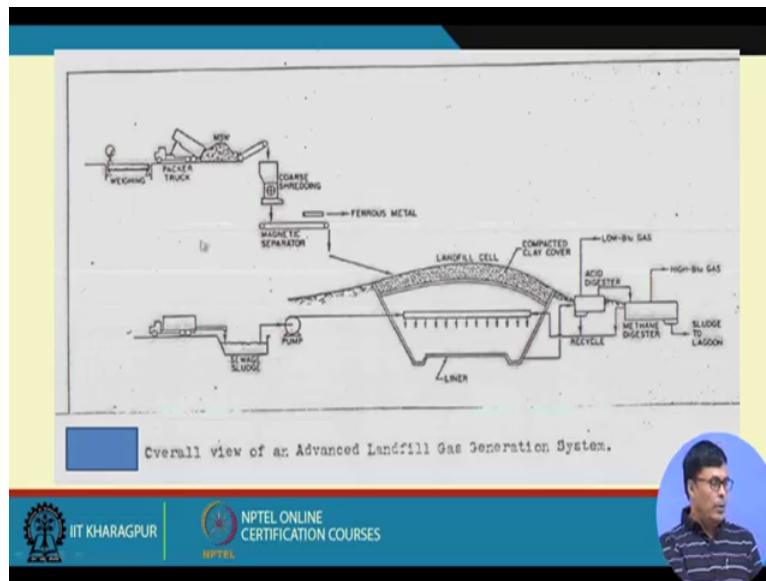 MSW
WEIGHING
PACKER
TRUCK
COARSE
SHREDDING
FERROUS METAL
MAGNETIC
SEPARATOR
LANDFILL CELL
COMPACTED
CLAY COVER
LOW-Btu GAS
ACID
DIGESTER
HIGH-Btu GAS
SEWAGE
SLUDGE
PUMP
LINER
RECYCLE
METHANE
DIGESTER
SLUDGE
TO
LAGOON
Overall view of an Advanced Landfill Gas Generation System.
IIT KHARAGPUR
NPTEL
NPTEL ONLINE
CERTIFICATION COURSES